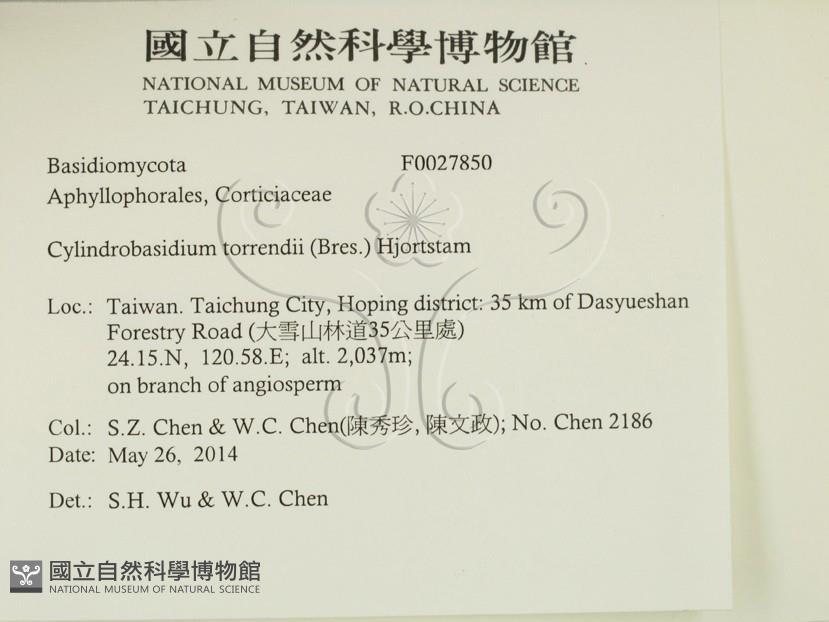 國立自然科學博物館
NATIONAL MUSEUM OF NATURAL SCIENCE
TAICHUNG, TAIWAN, R.O.CHINA
Basidiomycota F0027850
Aphyllophorales, Corticiaceae
Cylindrobasidium torrendii (Bres.) Hjortstam
Loc.: Taiwan. Taichung City, Hoping district: 35 km of Dasyueshan
Forestry Road (大雪山林道35公里處)
24.15.N, 120.58.E; alt. 2,037m;
on branch of angiosperm
Col.: S.Z. Chen & W.C. Chen(陳秀珍, 陳文政); No. Chen 2186
Date: May 26, 2014
Det.: S.H. Wu & W.C. Chen
國立自然科學博物館
NATIONAL MUSEUM OF NATURAL SCIENCE